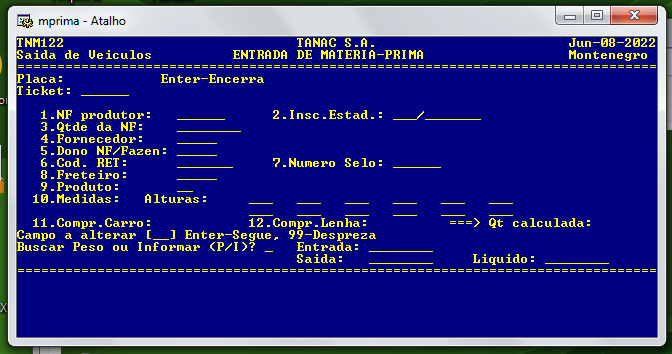 mprima - Atalho
TNM122 TANAC S.A. Jun-08-2022
Saida de Veiculos ENTRADA DE MATERIA-PRIMA Montenegro
================================================================================
Placa: Enter-Encerra
Ticket: ______
1.NF produtor: ______ 2.Insc.Estad.: ___/_______
3.Qtde da NF: ________
4.Fornecedor: _____
5.Dono NF/Fazen: _____
6.Cod. RET: _______ 7.Numero Selo: ______
8.Freteiro: _____
9.Produto: __
10.Medidas: Alturas: ___ ___ ___ ___ ___ ___
___ ___ ___ ___ ___ ___
11.Compr.Carro: 12.Compr.Lenha: ===> Qt calculada:
Campo a alterar [__] Enter-Segue, 99-Despreza
Buscar Peso ou Informar (P/I)? _ Entrada: ________
Saida: ________ Liquido: ________
================================================================================